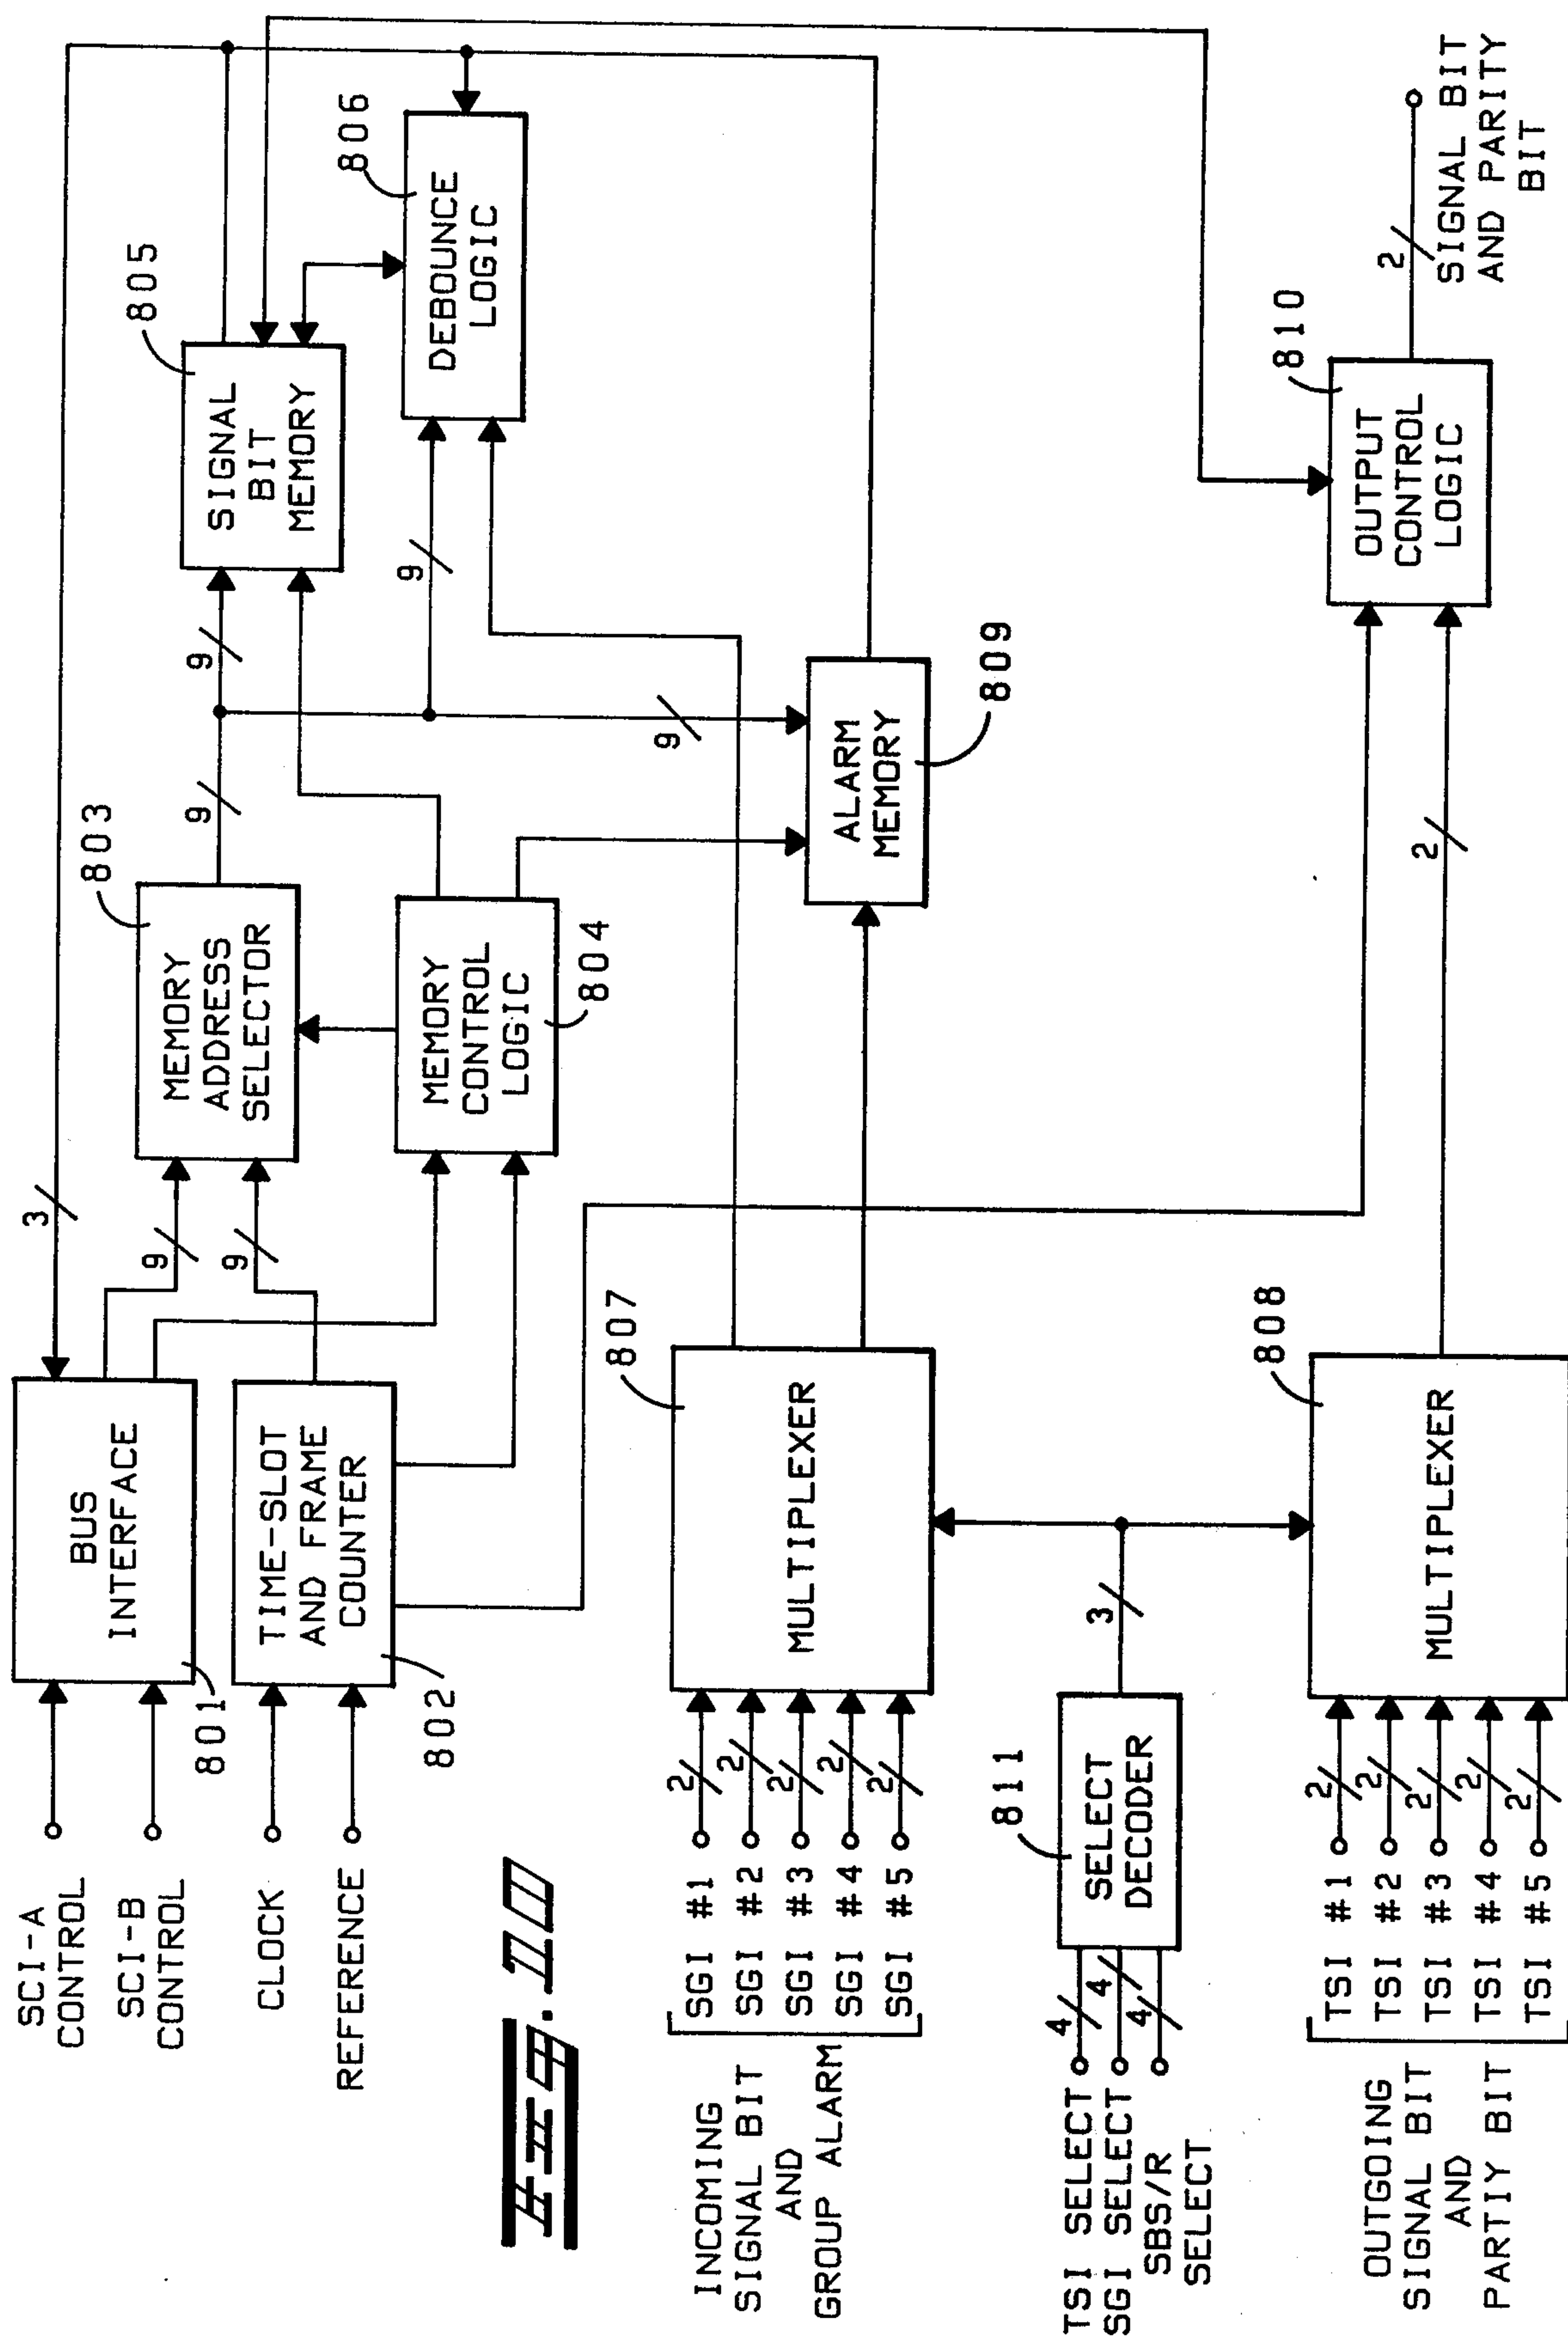 SCI-A
CONTROL
SCI-B
CONTROL
CLOCK
REFERENCE
BUS
INTERFACE
801
TIME-SLOT
AND FRAME
COUNTER
802
3
9
9
MEMORY
ADDRESS
SELECTOR
803
MEMORY
CONTROL
LOGIC
804
9
9
9
9
SIGNAL
BIT
MEMORY
805
DEBOUNCE
LOGIC
806
Fig. 10
INCOMING
SIGNAL BIT
AND
GROUP ALARM
SGI #1
SGI #2
SGI #3
SGI #4
SGI #5
2
2
2
2
2
MULTIPLEXER
807
ALARM
MEMORY
809
TSI SELECT
SGI SELECT
SBS/R
SELECT
4
4
4
SELECT
DECODER
811
3
OUTGOING
SIGNAL BIT
AND
PARTIY BIT
TSI #1
TSI #2
TSI #3
TSI #4
TSI #5
2
2
2
2
2
MULTIPLEXER
808
2
OUTPUT
CONTROL
LOGIC
810
2
SIGNAL BIT
AND PARITY
BIT